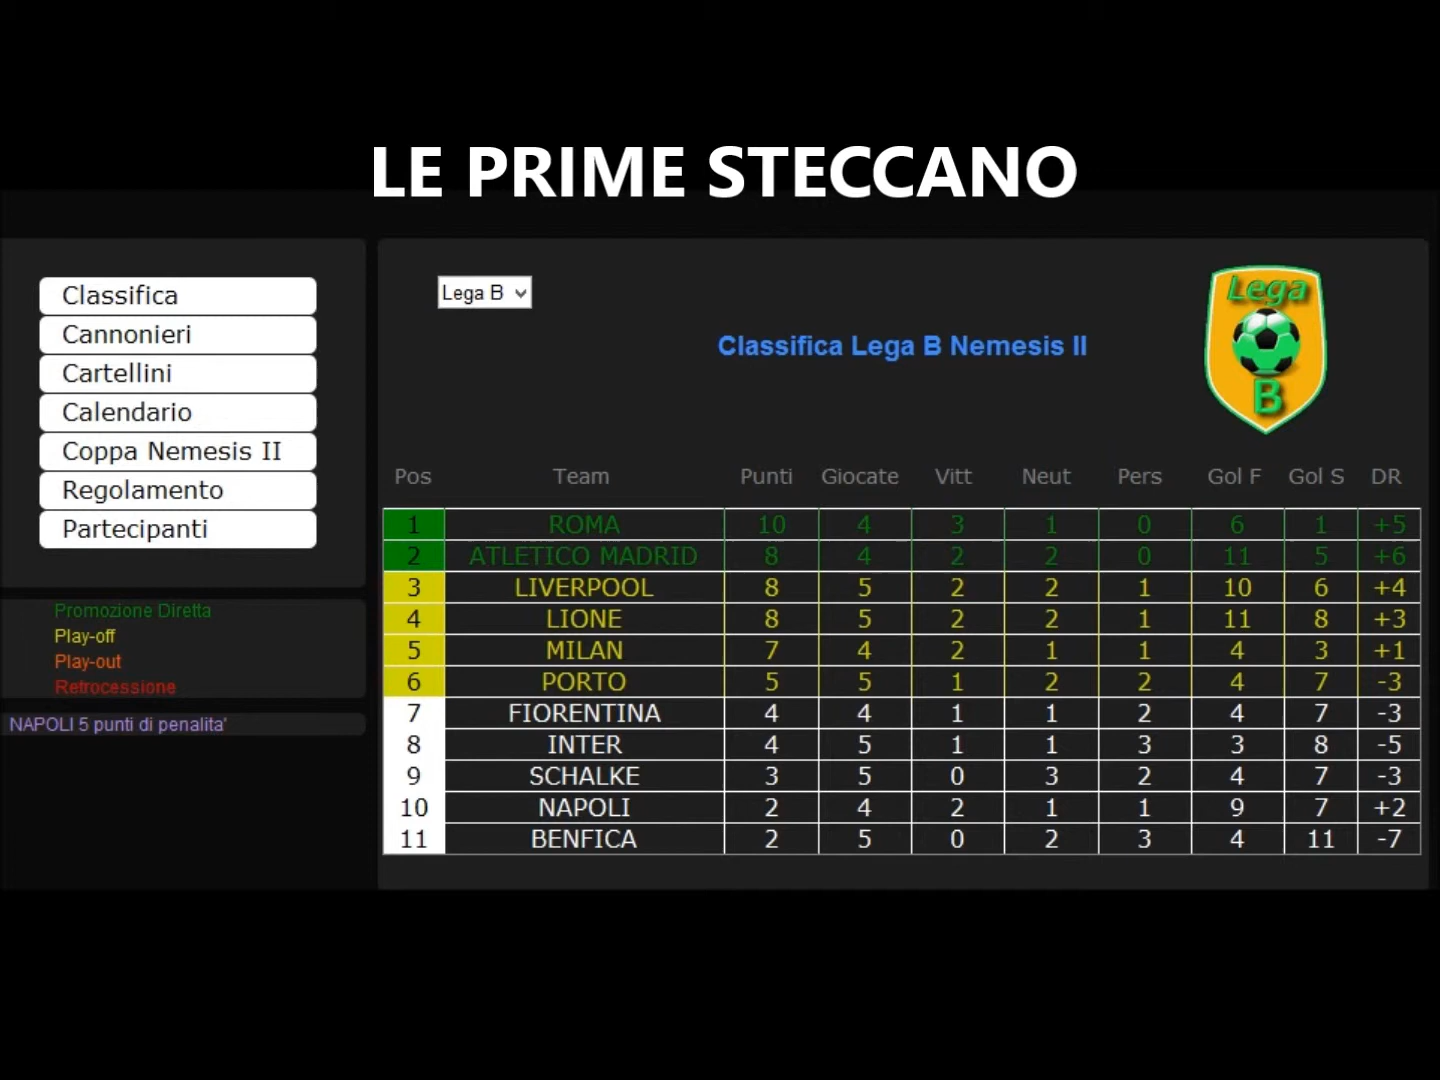 LE PRIME STECCANO
Classifica
Cannonieri
Cartellini
Calendario
Coppa Nemesis II
Regolamento
Partecipanti
Promozione Diretta
Play-off
Play-out
Retrocessione
NAPOLI 5 punti di penalita'
Lega B
Classifica Lega B Nemesis II
Lega
B
Pos Team Punti Giocate Vitt Neut Pers Gol F Gol S DR
1 ROMA 10 4 3 1 0 6 1 +5
2 ATLETICO MADRID 8 4 2 2 0 11 5 +6
3 LIVERPOOL 8 5 2 2 1 10 6 +4
4 LIONE 8 5 2 2 1 11 8 +3
5 MILAN 7 4 2 1 1 4 3 +1
6 PORTO 5 5 1 2 2 4 7 -3
7 FIORENTINA 4 4 1 1 2 4 7 -3
8 INTER 4 5 1 1 3 3 8 -5
9 SCHALKE 3 5 0 3 2 4 7 -3
10 NAPOLI 2 4 2 1 1 9 7 +2
11 BENFICA 2 5 0 2 3 4 11 -7